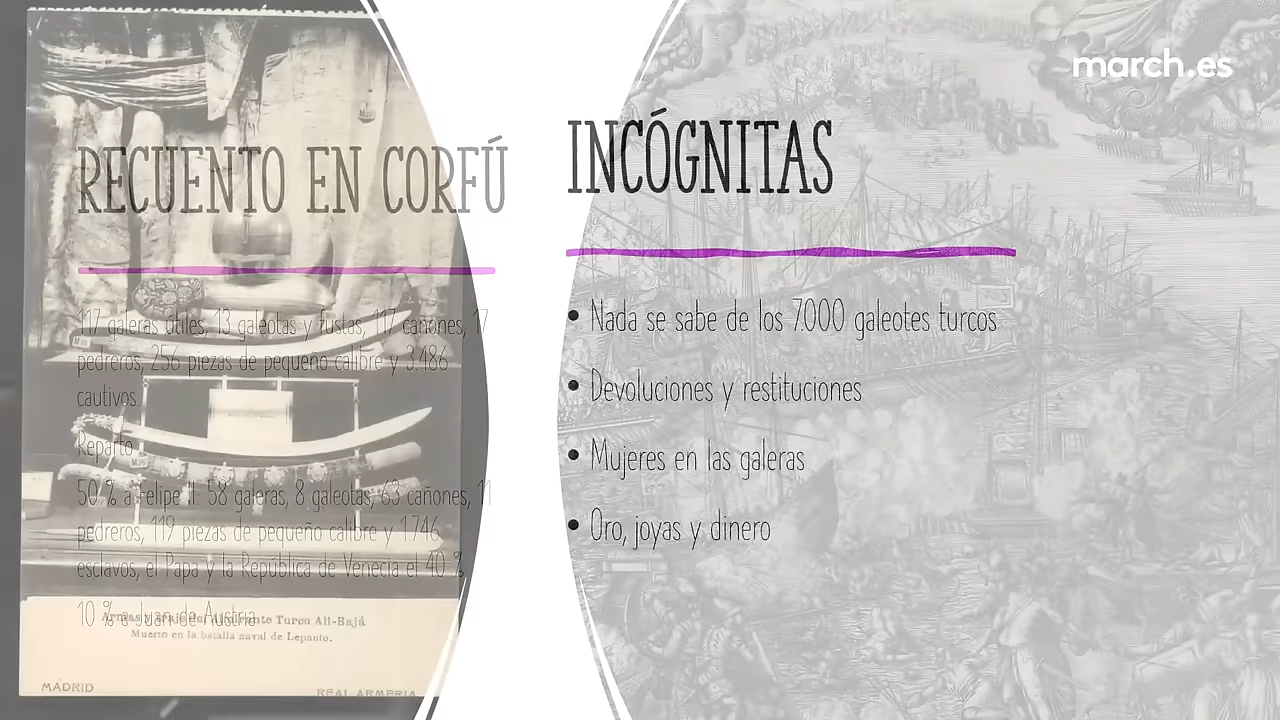 march.es
RECUENTO EN CORFÚ
117 galeras útiles, 13 galeotas y fustas, 117 cañones, 17
pedreros, 256 piezas de pequeño calibre y 3.486
cautivos
Reparto
50 % a Felipe II: 58 galeras, 8 galeotas, 63 cañones, 11
pedreros, 119 piezas de pequeño calibre y 1.746
esclavos, el Papa y la República de Venecia el 40 %
10 % a Juan de Austria
Armas y Almirante Turco Ali-Bajá
Muerto en la batalla naval de Lepanto.
MADRID
REAL ARMERIA
INCÓGNITAS
• Nada se sabe de los 7.000 galeotes turcos
• Devoluciones y restituciones
• Mujeres en las galeras
• Oro, joyas y dinero